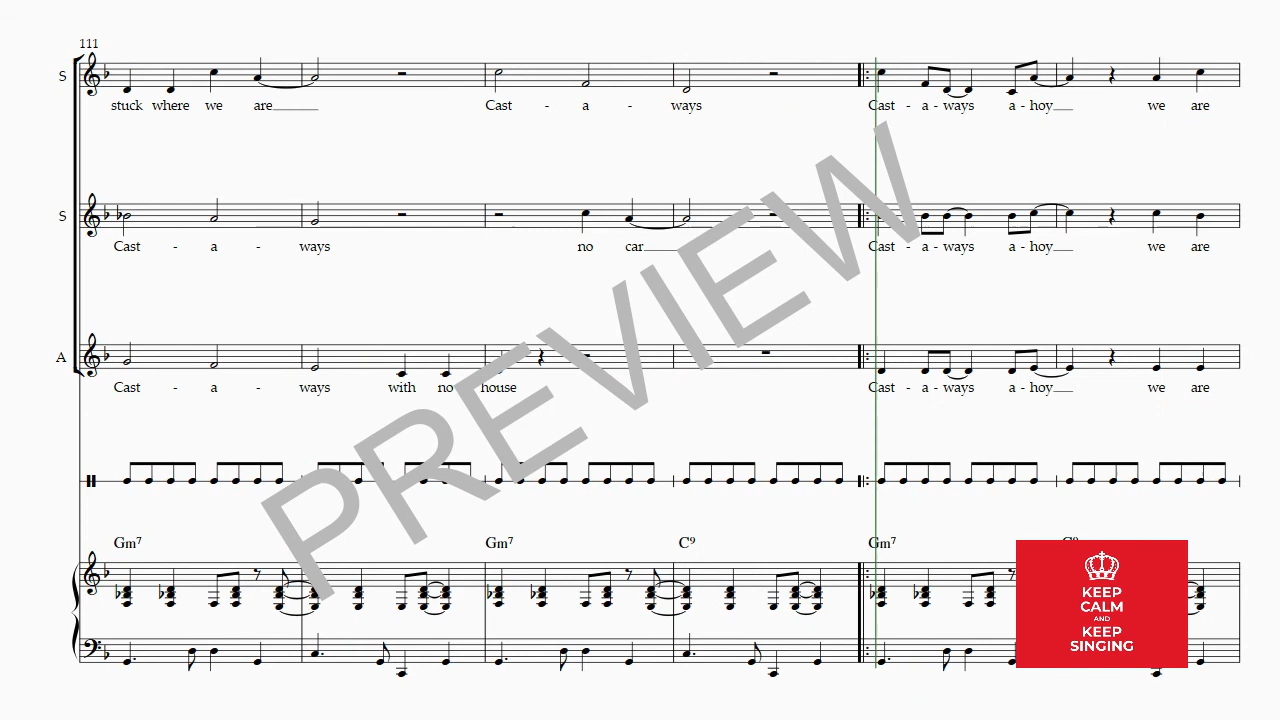 111
S
stuck where we are Cast - a - ways Cast - a - ways a - hoy we are
S
Cast - a - ways no car Cast - a - ways a - hoy we are
A
Cast - a - ways with no house Cast - a - ways a - hoy we are
Gm7 Gm7 C9 Gm7 C9
PREVIEW
KEEP
CALM
AND
KEEP
SINGING